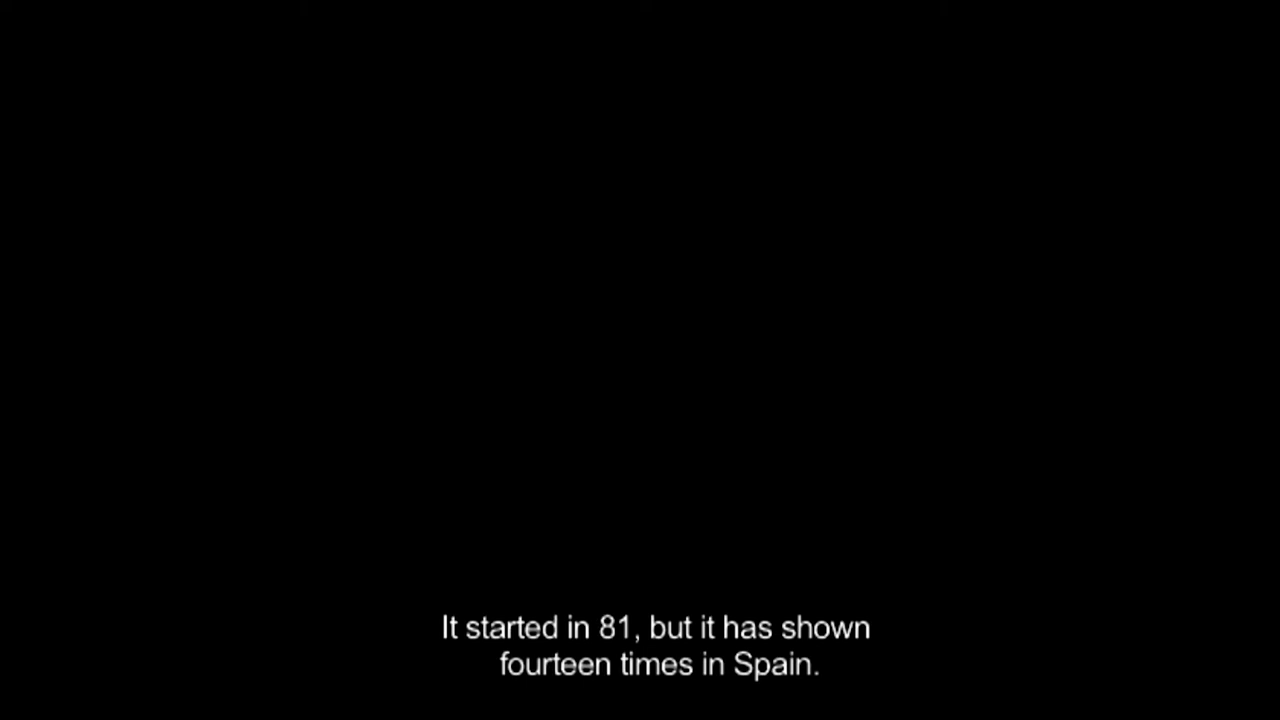 It started in 81, but it has shown
fourteen times in Spain.